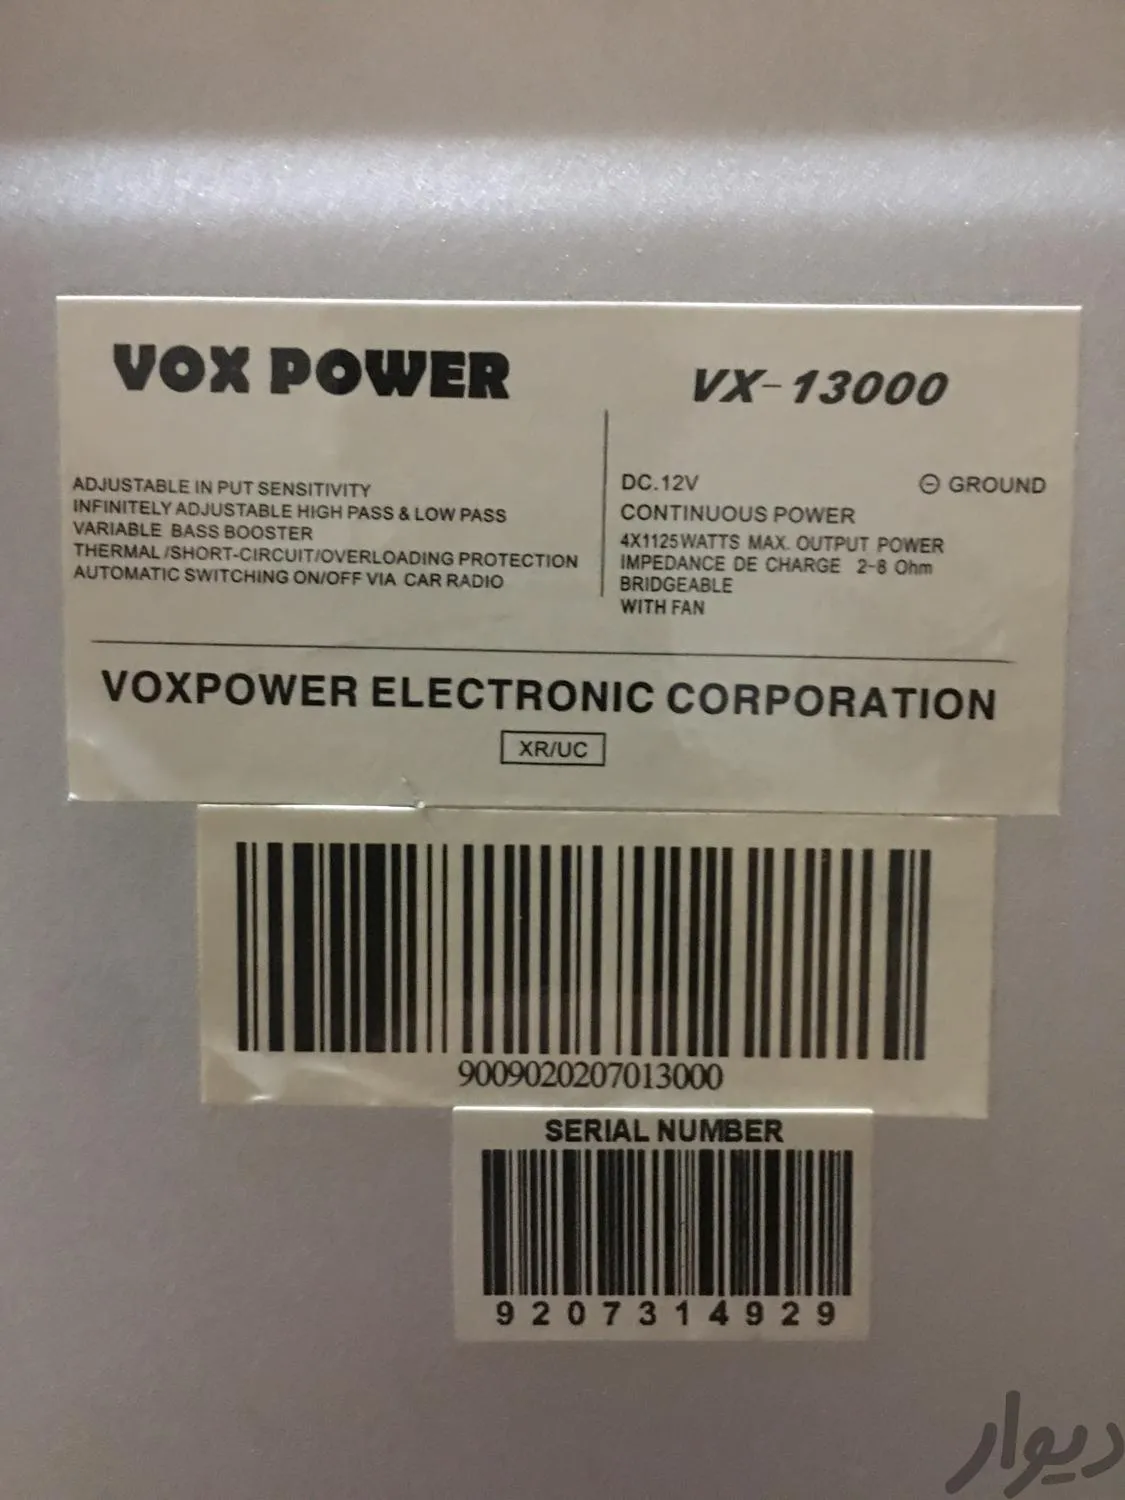 VOX POWER
VX-13000
ADJUSTABLE IN PUT SENSITIVITY
INFINITELY ADJUSTABLE HIGH PASS & LOW PASS
VARIABLE BASS BOOSTER
THERMAL /SHORT-CIRCUIT/OVERLOADING PROTECTION
AUTOMATIC SWITCHING ON/OFF VIA CAR RADIO
DC.12V ⊖ GROUND
CONTINUOUS POWER
4X1125WATTS MAX. OUTPUT POWER
IMPEDANCE DE CHARGE 2-8 Ohm
BRIDGEABLE
WITH FAN
VOXPOWER ELECTRONIC CORPORATION
XR/UC
9009020207013000
SERIAL NUMBER
9207314929
دیوار